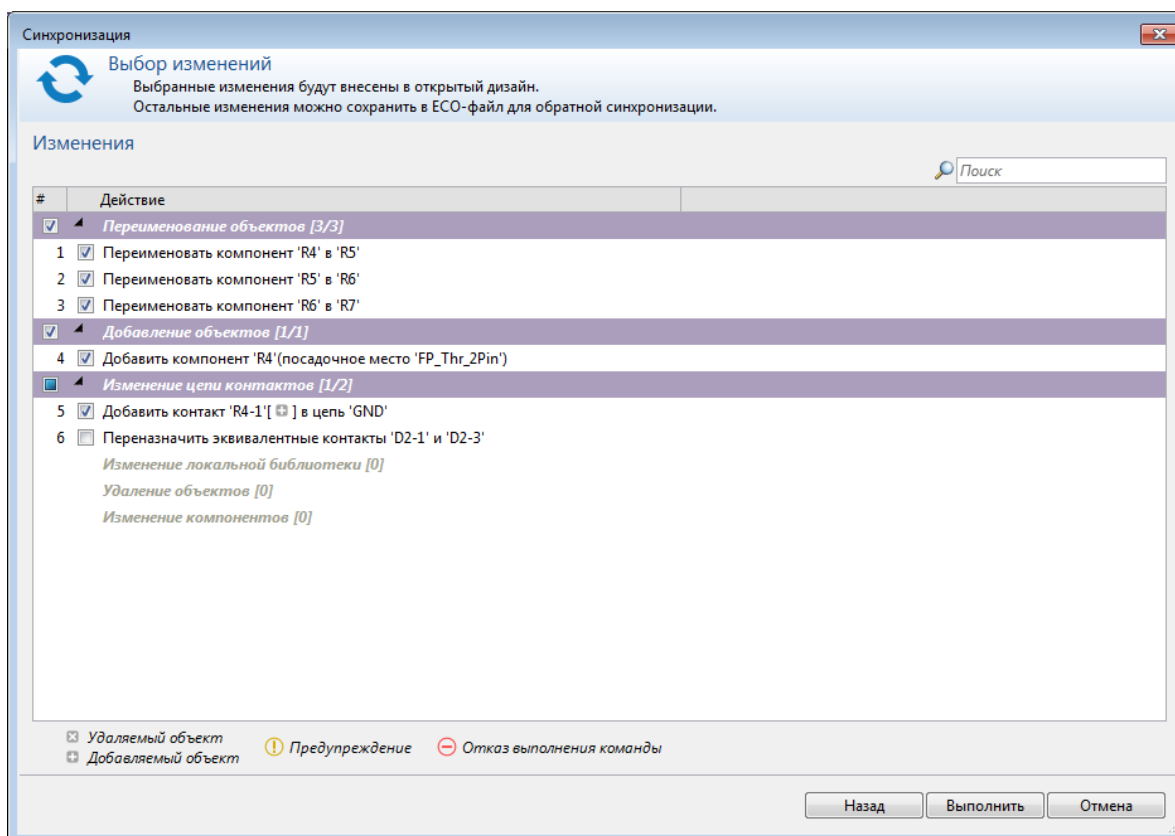 Синхронизация
Выбор изменений
Выбранные изменения будут внесены в открытый дизайн.
Остальные изменения можно сохранить в ECO-файл для обратной синхронизации.
Изменения
Поиск
# Действие
Переименование объектов [3/3]
1 Переименовать компонент 'R4' в 'R5'
2 Переименовать компонент 'R5' в 'R6'
3 Переименовать компонент 'R6' в 'R7'
Добавление объектов [1/1]
4 Добавить компонент 'R4'(посадочное место 'FP_Thr_2Pin')
Изменение цепи контактов [1/2]
5 Добавить контакт 'R4-1'[ ] в цепь 'GND'
6 Переназначить эквивалентные контакты 'D2-1' и 'D2-3'
Изменение локальной библиотеки [0]
Удаление объектов [0]
Изменение компонентов [0]
Удаляемый объект
Добавляемый объект
Предупреждение
Отказ выполнения команды
Назад Выполнить Отмена